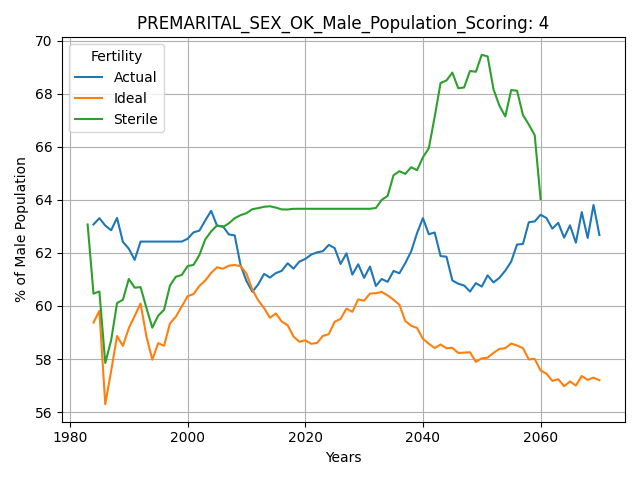 PREMARITAL_SEX_OK_Male_Population_Scoring: 4
Fertility
Actual
Ideal
Sterile
% of Male Population
70
68
66
64
62
60
58
56
1980
2000
2020
2040
2060
Years